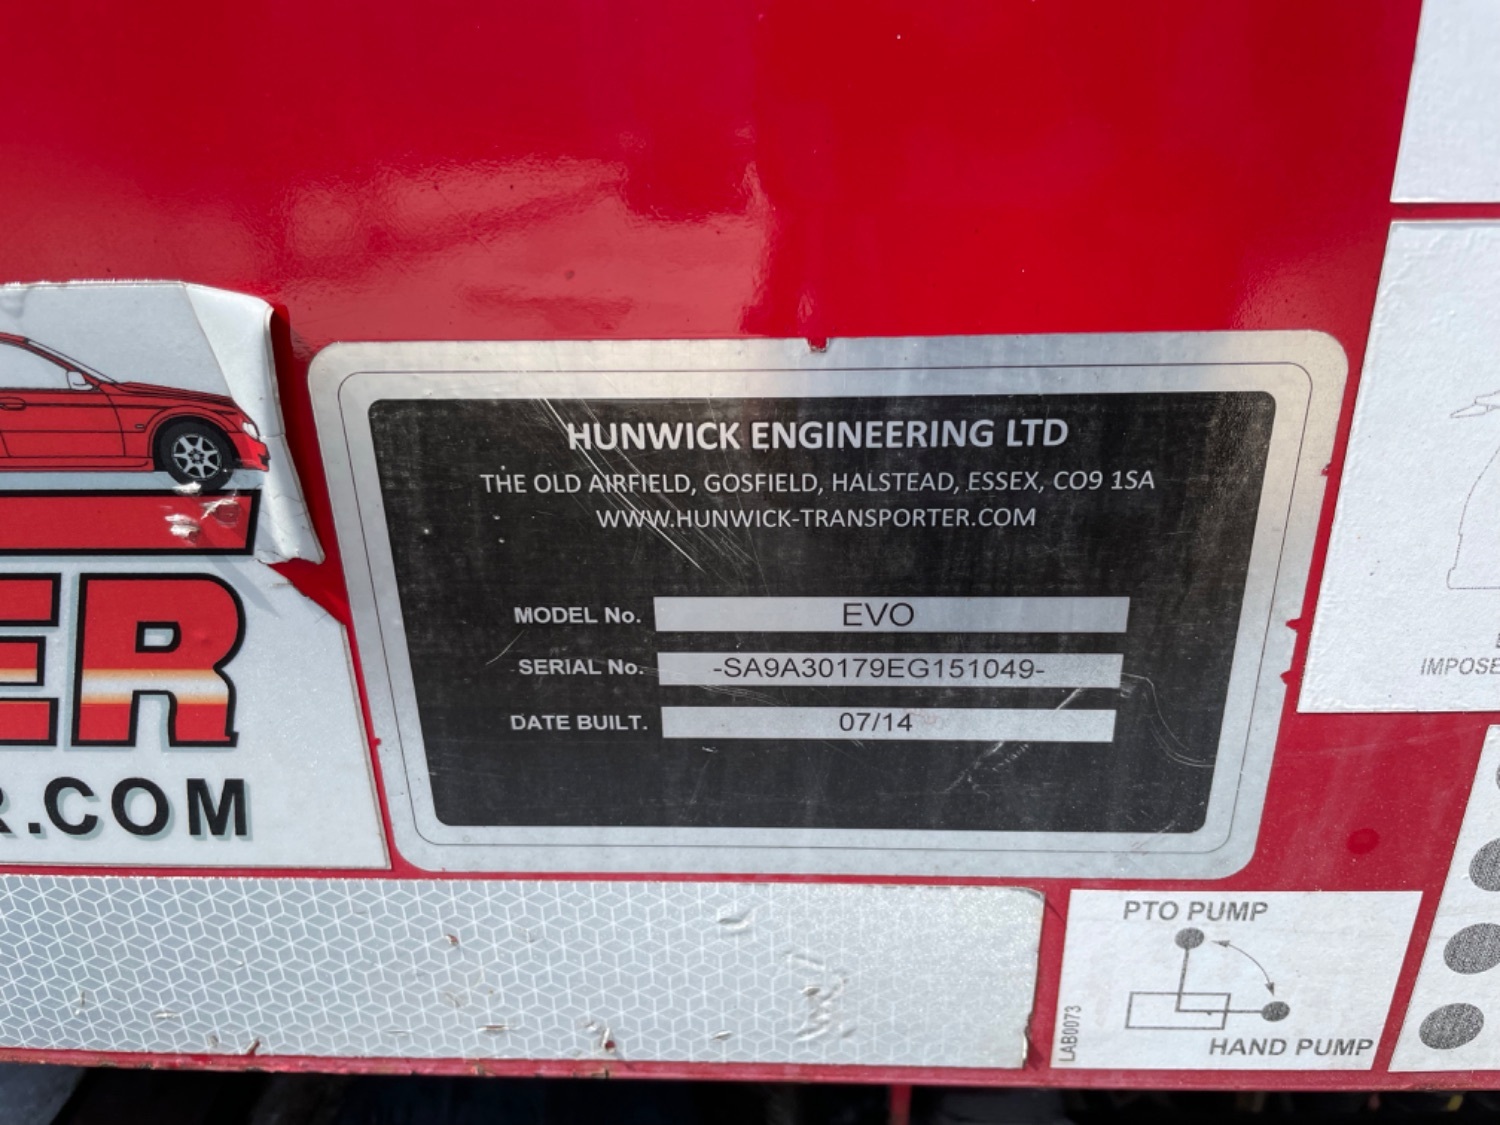 HUNWICK ENGINEERING LTD
THE OLD AIRFIELD, GOSFIELD, HALSTEAD, ESSEX, CO9 1SA
WWW.HUNWICK-TRANSPORTER.COM
MODEL No. EVO
SERIAL No. -SA9A30179EG151049-
DATE BUILT. 07/14
ER
R.COM
IMPOSE
PTO PUMP
HAND PUMP
LAB0073